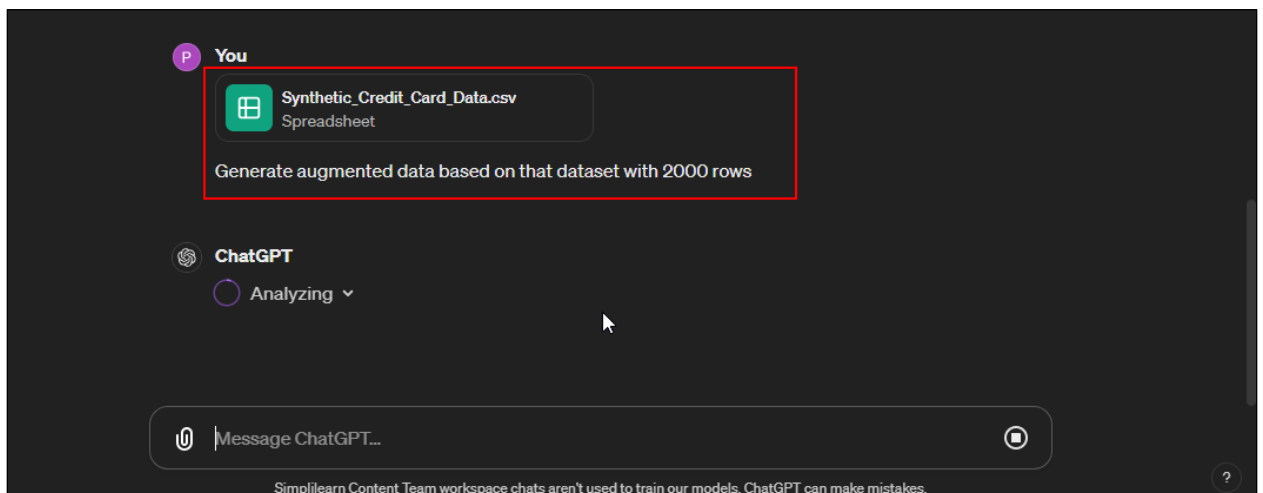 P
You
Synthetic_Credit_Card_Data.csv
Spreadsheet
Generate augmented data based on that dataset with 2000 rows
ChatGPT
Analyzing
Message ChatGPT...
Simplilearn Content Team workspace chats aren't used to train our models. ChatGPT can make mistakes.
?